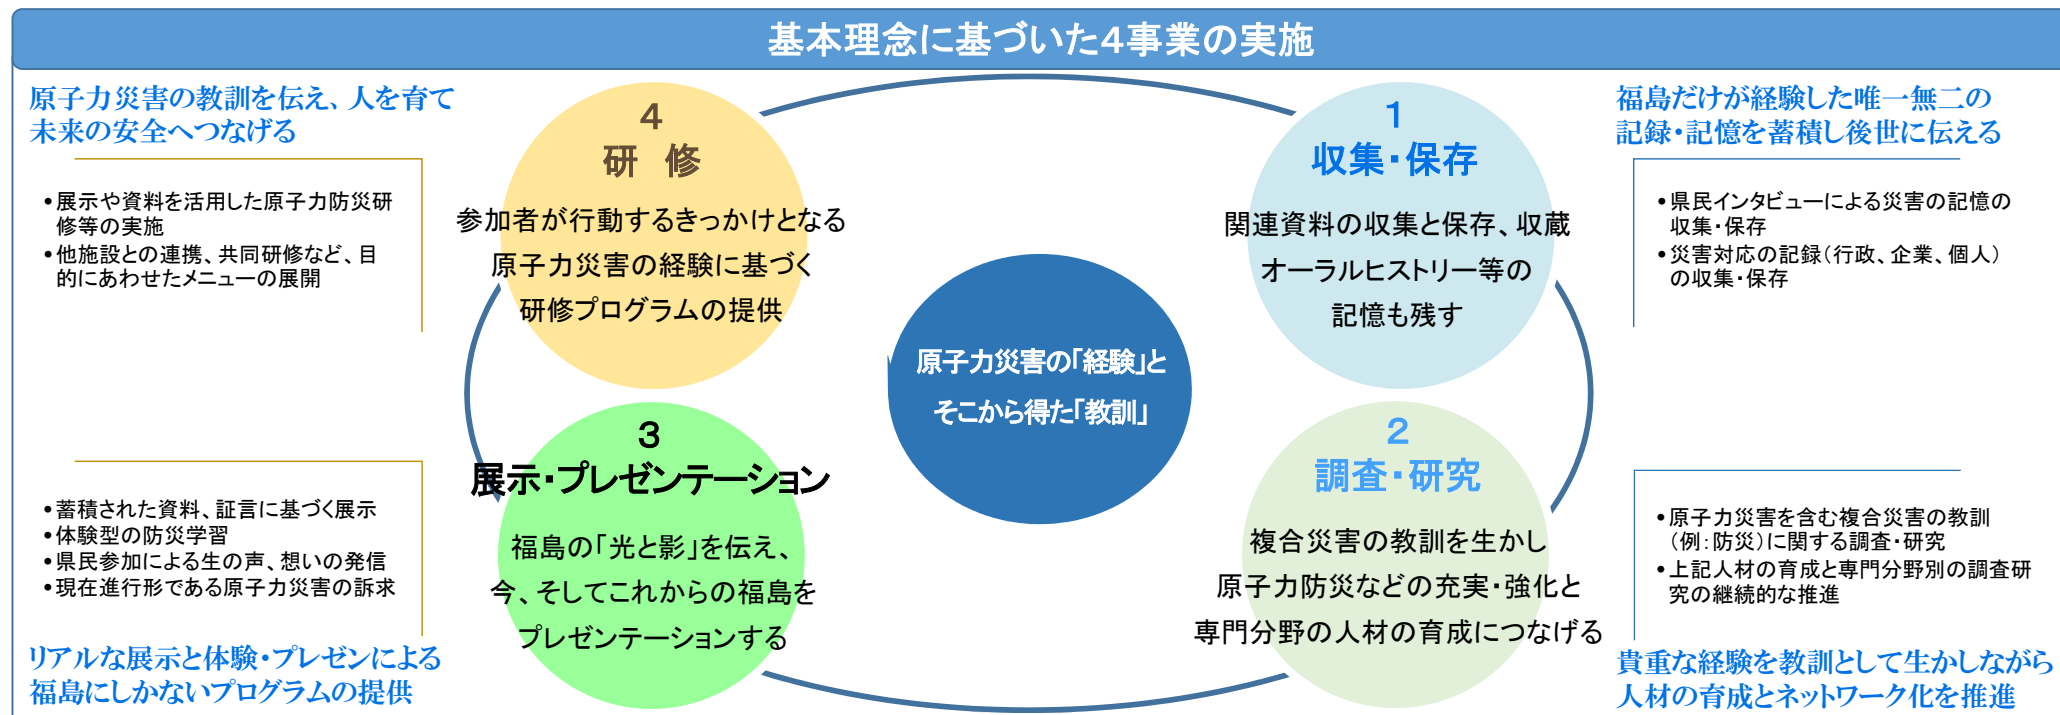 基本理念に基づいた4事業の実施
原子力災害の教訓を伝え、人を育て
未来の安全へつなげる
•展示や資料を活用した原子力防災研
修等の実施
•他施設との連携、共同研修など、目
的にあわせたメニューの展開
4
研 修
参加者が行動するきっかけとなる
原子力災害の経験に基づく
研修プログラムの提供
1
収集・保存
関連資料の収集と保存、収蔵
オーラルヒストリー等の
記憶も残す
福島だけが経験した唯一無二の
記録・記憶を蓄積し後世に伝える
•県民インタビューによる災害の記憶の
収集・保存
•災害対応の記録（行政、企業、個人）
の収集・保存
原子力災害の「経験」と
そこから得た「教訓」
•蓄積された資料、証言に基づく展示
•体験型の防災学習
•県民参加による生の声、想いの発信
•現在進行形である原子力災害の訴求
リアルな展示と体験・プレゼンによる
福島にしかないプログラムの提供
3
展示・プレゼンテーション
福島の「光と影」を伝え、
今、そしてこれからの福島を
プレゼンテーションする
2
調査・研究
複合災害の教訓を生かし
原子力防災などの充実・強化と
専門分野の人材の育成につなげる
•原子力災害を含む複合災害の教訓
（例：防災）に関する調査・研究
•上記人材の育成と専門分野別の調査研
究の継続的な推進
貴重な経験を教訓として生かしながら
人材の育成とネットワーク化を推進